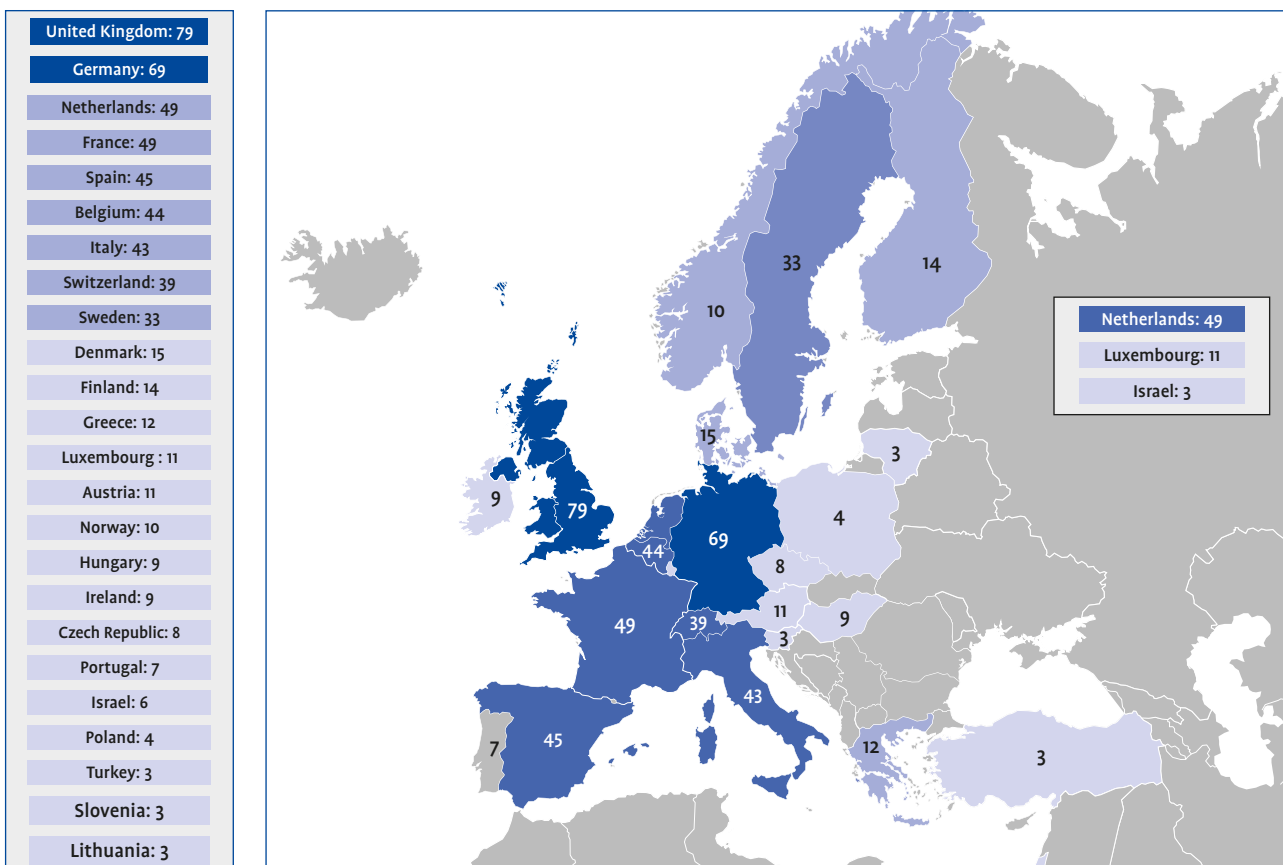 United Kingdom: 79
Germany: 69
Netherlands: 49
France: 49
Spain: 45
Belgium: 44
Italy: 43
Switzerland: 39
Sweden: 33
Denmark: 15
Finland: 14
Greece: 12
Luxembourg : 11
Austria: 11
Norway: 10
Hungary: 9
Ireland: 9
Czech Republic: 8
Portugal: 7
Israel: 6
Poland: 4
Turkey: 3
Slovenia: 3
Lithuania: 3
33
14
10
Netherlands: 49
Luxembourg: 11
Israel: 3
15
3
9
79
4
69
44
8
11
9
49
39
3
43
45
7
12
3